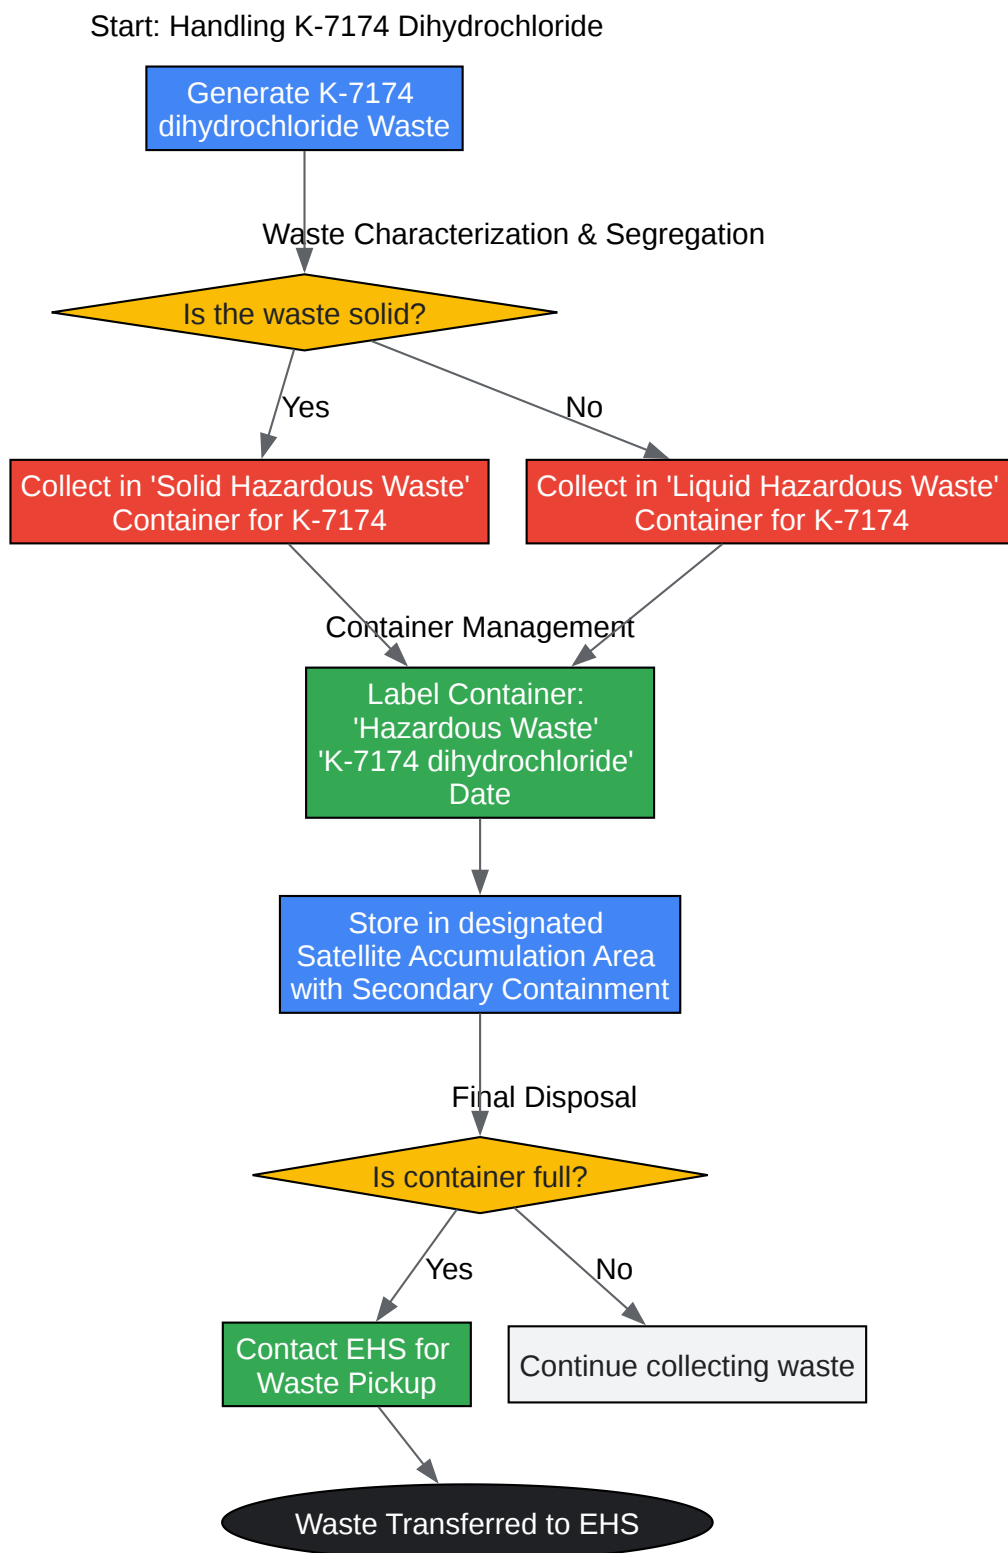 Start: Handling K-7174 Dihydrochloride
Generate K-7174
dihydrochloride Waste
Waste Characterization & Segregation
Is the waste solid?
Yes
No
Collect in 'Solid Hazardous Waste'
Container for K-7174
Collect in 'Liquid Hazardous Waste'
Container for K-7174
Container Management
Label Container:
'Hazardous Waste'
'K-7174 dihydrochloride'
Date
Store in designated
Satellite Accumulation Area
with Secondary Containment
Final Disposal
Is container full?
Yes
No
Contact EHS for
Waste Pickup
Continue collecting waste
Waste Transferred to EHS